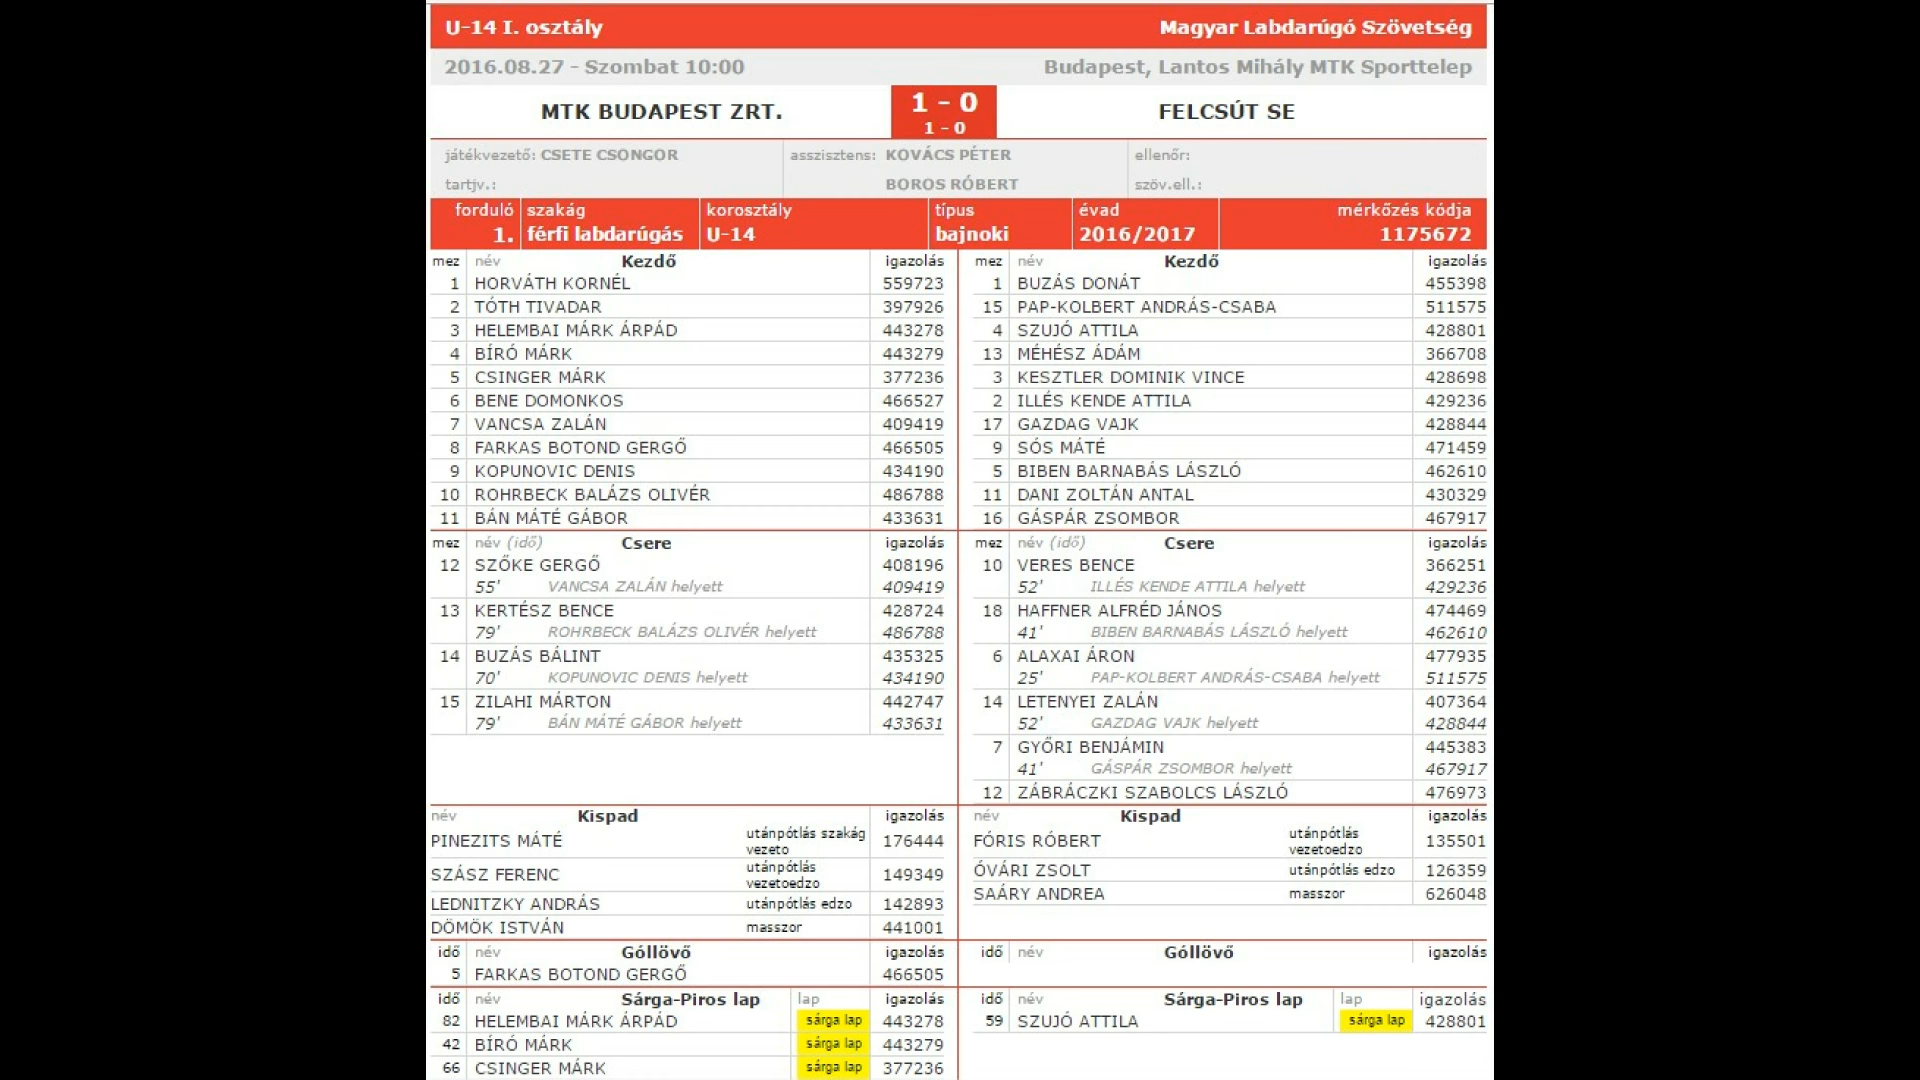 U-14 I. osztály Magyar Labdarúgó Szövetség
2016.08.27 - Szombat 10:00 Budapest, Lantos Mihály MTK Sporttelep
MTK BUDAPEST ZRT. 1 - 0 FELCSÚT SE
1 - 0
játékvezető: CSETE CSONGOR asszisztens: KOVÁCS PÉTER ellenőr:
tartjv.: BOROS RÓBERT szöv.ell.:
forduló szakág korosztály típus évad mérkőzés kódja
1. férfi labdarúgás U-14 bajnoki 2016/2017 1175672
mez név Kezdő igazolás mez név Kezdő igazolás
1 HORVÁTH KORNÉL 559723 1 BUZÁS DONÁT 455398
2 TÓTH TIVADAR 397926 15 PAP-KOLBERT ANDRÁS-CSABA 511575
3 HELEMBAI MÁRK ÁRPÁD 443278 4 SZUJÓ ATTILA 428801
4 BÍRÓ MÁRK 443279 13 MÉHÉSZ ÁDÁM 366708
5 CSINGER MÁRK 377236 3 KESZTLER DOMINIK VINCE 428698
6 BENE DOMONKOS 466527 2 ILLÉS KENDE ATTILA 429236
7 VANCSA ZALÁN 409419 17 GAZDAG VAJK 428844
8 FARKAS BOTOND GERGŐ 466505 9 SÓS MÁTÉ 471459
9 KOPUNOVIC DENIS 434190 5 BIBEN BARNABÁS LÁSZLÓ 462610
10 ROHRBECK BALÁZS OLIVÉR 486788 11 DANI ZOLTÁN ANTAL 430329
11 BÁN MÁTÉ GÁBOR 433631 16 GÁSPÁR ZSOMBOR 467917
mez név (idő) Csere igazolás mez név (idő) Csere igazolás
12 SZŐKE GERGŐ 408196 10 VERES BENCE 366251
55' VANCSA ZALÁN helyett 409419 52' ILLÉS KENDE ATTILA helyett 429236
13 KERTÉSZ BENCE 428724 18 HAFFNER ALFRÉD JÁNOS 474469
79' ROHRBECK BALÁZS OLIVÉR helyett 486788 41' BIBEN BARNABÁS LÁSZLÓ helyett 462610
14 BUZÁS BÁLINT 435325 6 ALAXAI ÁRON 477935
70' KOPUNOVIC DENIS helyett 434190 25' PAP-KOLBERT ANDRÁS-CSABA helyett 511575
15 ZILAHI MÁRTON 442747 14 LETENYEI ZALÁN 407364
79' BÁN MÁTÉ GÁBOR helyett 433631 52' GAZDAG VAJK helyett 428844
7 GYŐRI BENJÁMIN 445383
41' GÁSPÁR ZSOMBOR helyett 467917
12 ZÁBRÁCZKI SZABOLCS LÁSZLÓ 476973
név Kispad igazolás név Kispad igazolás
PINEZITS MÁTÉ utánpótlás szakág vezeto 176444 FÓRIS RÓBERT utánpótlás vezetoedzo 135501
SZÁSZ FERENC utánpótlás vezetoedzo 149349 ÓVÁRI ZSOLT utánpótlás edzo 126359
LEDNITZKY ANDRÁS utánpótlás edzo 142893 SAÁRY ANDREA masszor 626048
DÖMÖK ISTVÁN masszor 441001
idő név Góllövő igazolás idő név Góllövő igazolás
5 FARKAS BOTOND GERGŐ 466505
idő név Sárga-Piros lap lap igazolás idő név Sárga-Piros lap lap igazolás
82 HELEMBAI MÁRK ÁRPÁD sárga lap 443278 59 SZUJÓ ATTILA sárga lap 428801
42 BÍRÓ MÁRK sárga lap 443279
66 CSINGER MÁRK sárga lap 377236